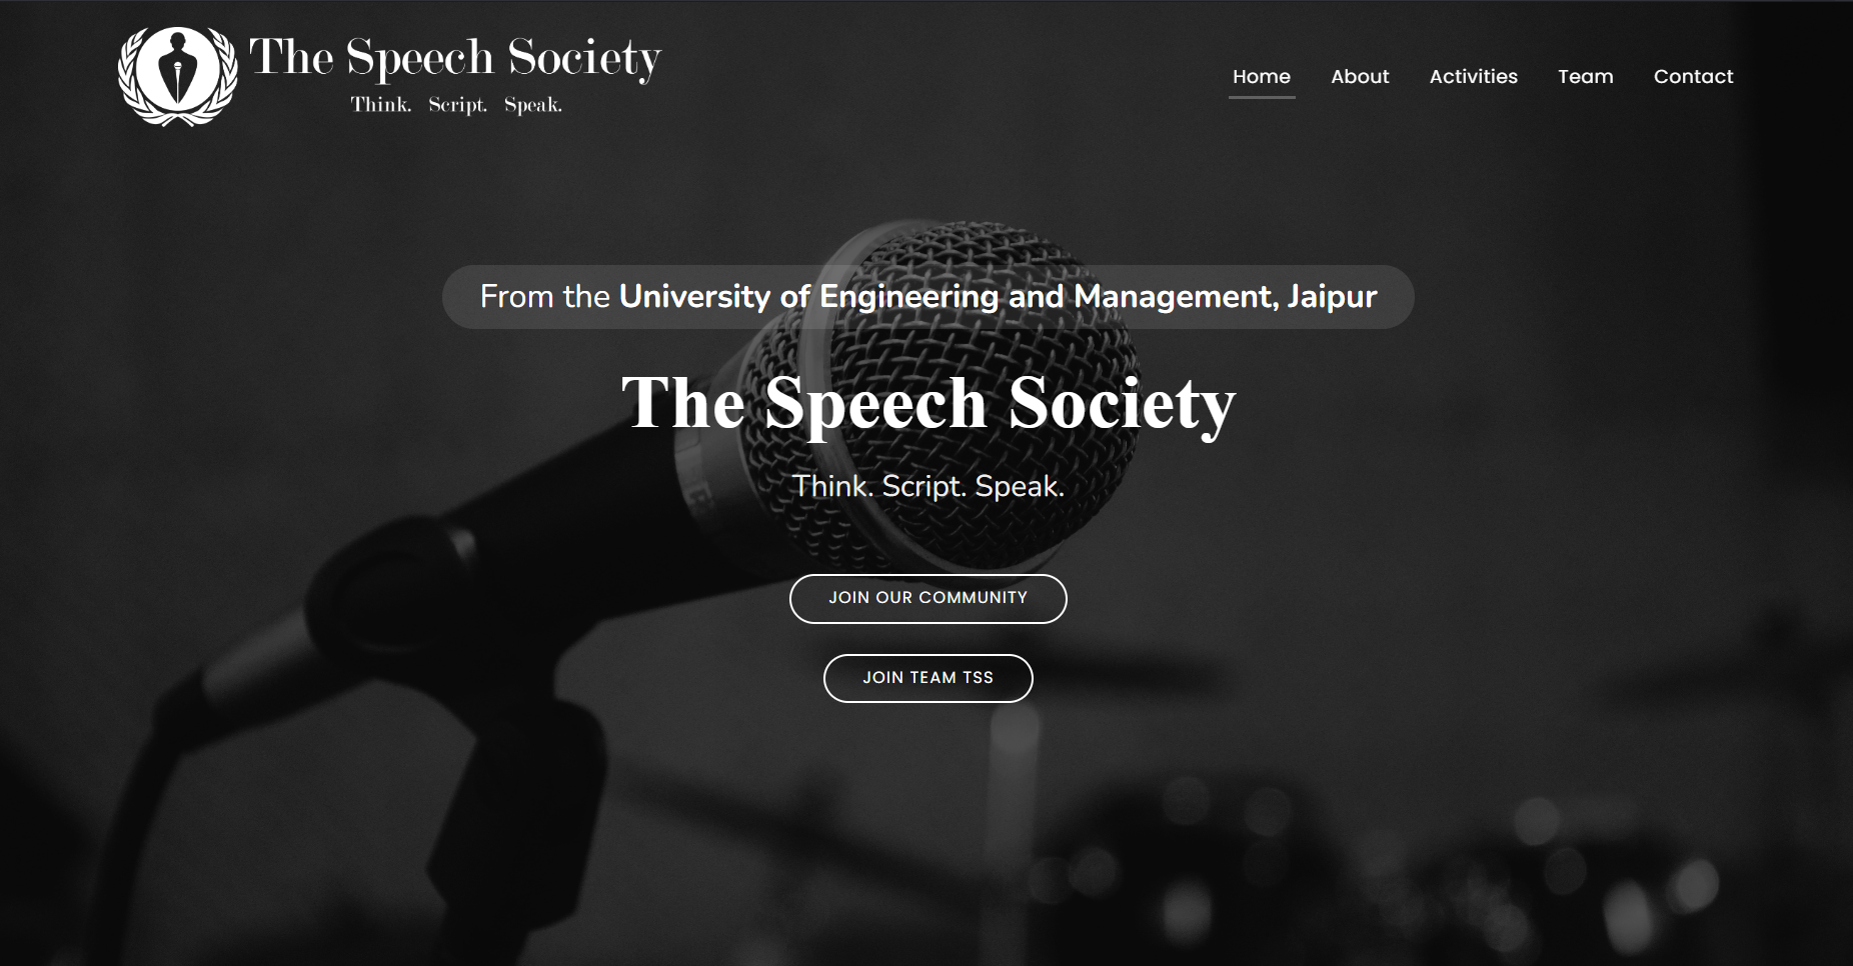 The Speech Society
Think. Script. Speak.
Home About Activities Team Contact
From the University of Engineering and Management, Jaipur
The Speech Society
Think. Script. Speak.
JOIN OUR COMMUNITY
JOIN TEAM TSS